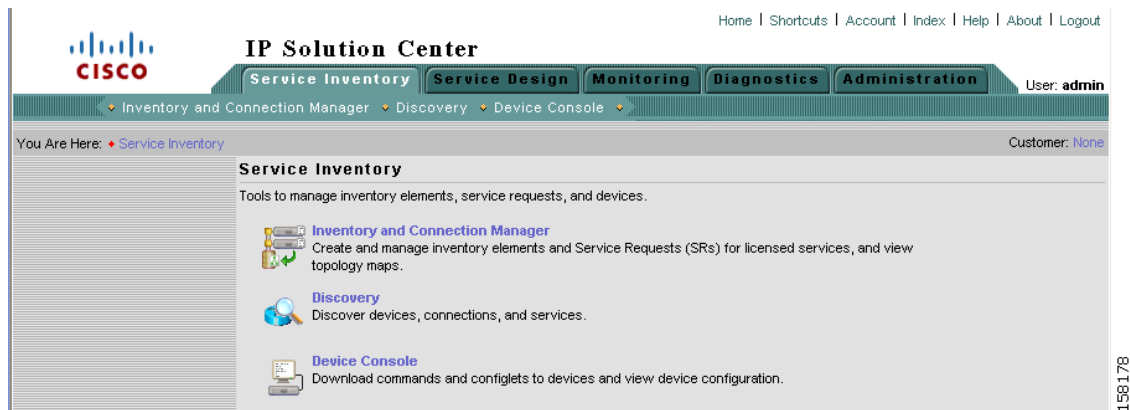 Home | Shortcuts | Account | Index | Help | About | Logout
CISCO
IP Solution Center
Service Inventory Service Design Monitoring Diagnostics Administration
User: admin
Inventory and Connection Manager Discovery Device Console
You Are Here: Service Inventory
Customer: None
Service Inventory
Tools to manage inventory elements, service requests, and devices.
Inventory and Connection Manager
Create and manage inventory elements and Service Requests (SRs) for licensed services, and view
topology maps.
Discovery
Discover devices, connections, and services.
Device Console
Download commands and configlets to devices and view device configuration.
158178